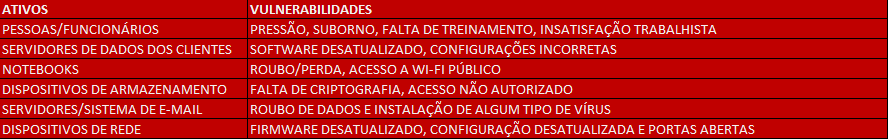 ATIVOS VULNERABILIDADES
PESSOAS/FUNCIONÁRIOS PRESSÃO, SUBORNO, FALTA DE TREINAMENTO, INSATISFAÇÃO TRABALHISTA
SERVIDORES DE DADOS DOS CLIENTES SOFTWARE DESATUALIZADO, CONFIGURAÇÕES INCORRETAS
NOTEBOOKS ROUBO/PERDA, ACESSO A WI-FI PÚBLICO
DISPOSITIVOS DE ARMAZENAMENTO FALTA DE CRIPTOGRAFIA, ACESSO NÃO AUTORIZADO
SERVIDORES/SISTEMA DE E-MAIL ROUBO DE DADOS E INSTALAÇÃO DE ALGUM TIPO DE VÍRUS
DISPOSITIVOS DE REDE FIRMWARE DESATUALIZADO, CONFIGURAÇÃO DESATUALIZADA E PORTAS ABERTAS